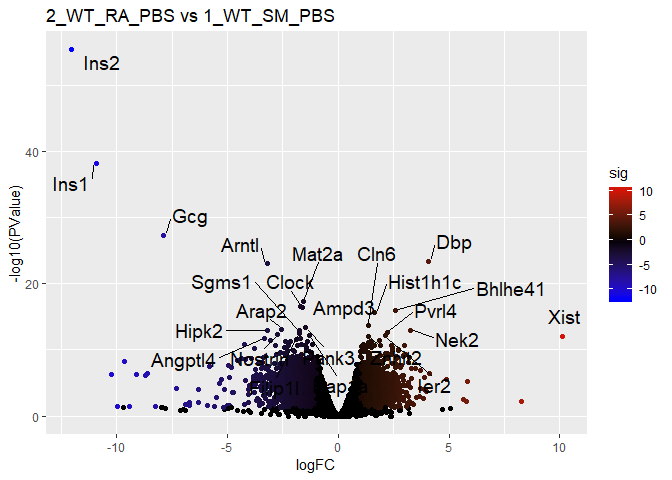 2_WT_RA_PBS vs 1_WT_SM_PBS
Ins2
Ins1
Gcg
Arntl
Mat2a
Cln6
Dbp
Sgms1
Clock
Hist1h1c
Bhlhe41
Arap2
Ampd3
Pvrl4
Xist
Hipk2
Nek2
Angptl4
Filip1l
Ier2
-log10(PValue)
40
20
0
-10
-5
0
5
10
logFC
sig
10
5
0
-5
-10